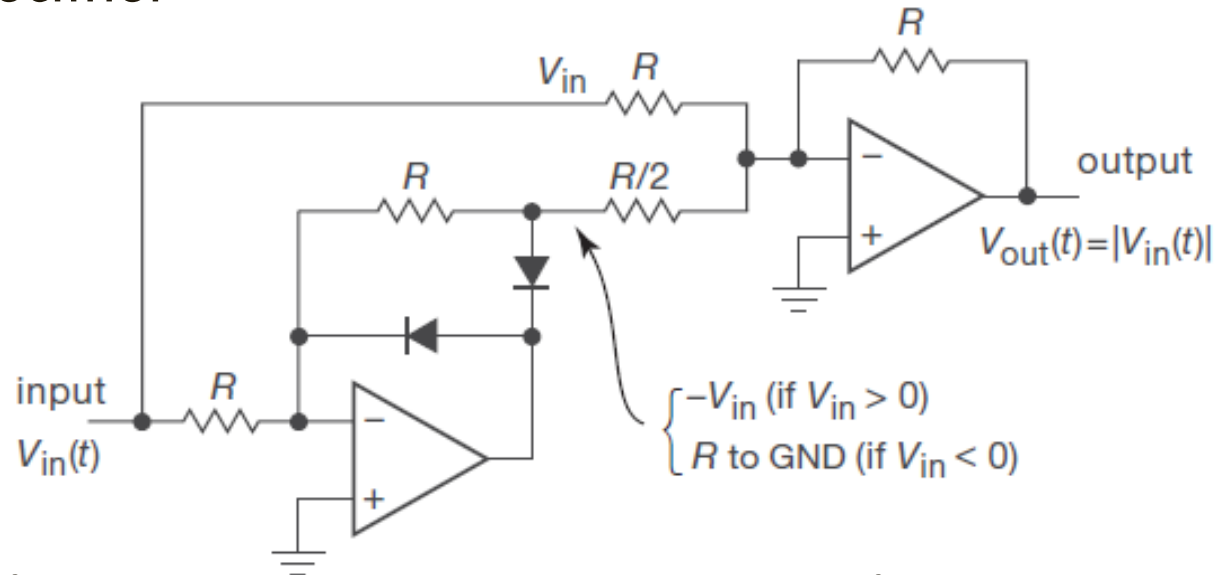 R
V_in R
R R/2
output
V_out(t)=|V_in(t)|
−
+
input R
V_in(t)
−
+
{ −V_in (if V_in > 0)
R to GND (if V_in < 0)